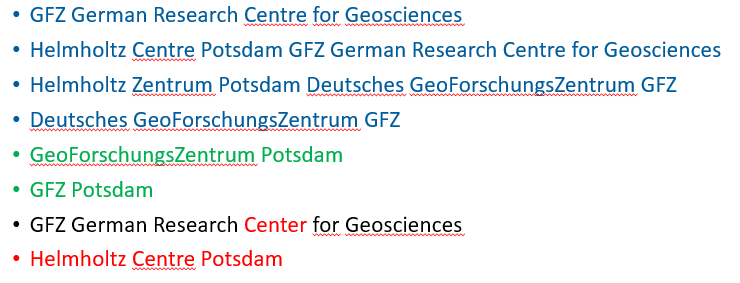 • GFZ German Research Centre for Geosciences
• Helmholtz Centre Potsdam GFZ German Research Centre for Geosciences
• Helmholtz Zentrum Potsdam Deutsches GeoForschungsZentrum GFZ
• Deutsches GeoForschungsZentrum GFZ
• GeoForschungsZentrum Potsdam
• GFZ Potsdam
• GFZ German Research Center for Geosciences
• Helmholtz Centre Potsdam